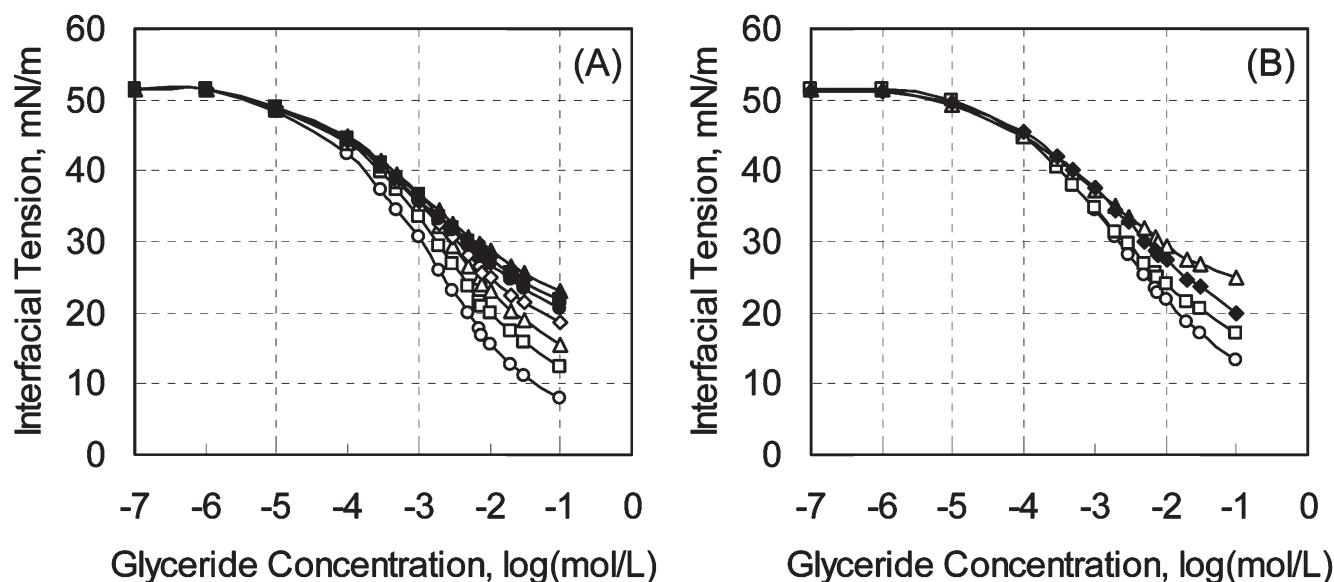 (A)
Interfacial Tension, mN/m
60
50
40
30
20
10
0
-7 -6 -5 -4 -3 -2 -1 0
Glyceride Concentration, log(mol/L)
(B)
Interfacial Tension, mN/m
60
50
40
30
20
10
0
-7 -6 -5 -4 -3 -2 -1 0
Glyceride Concentration, log(mol/L)